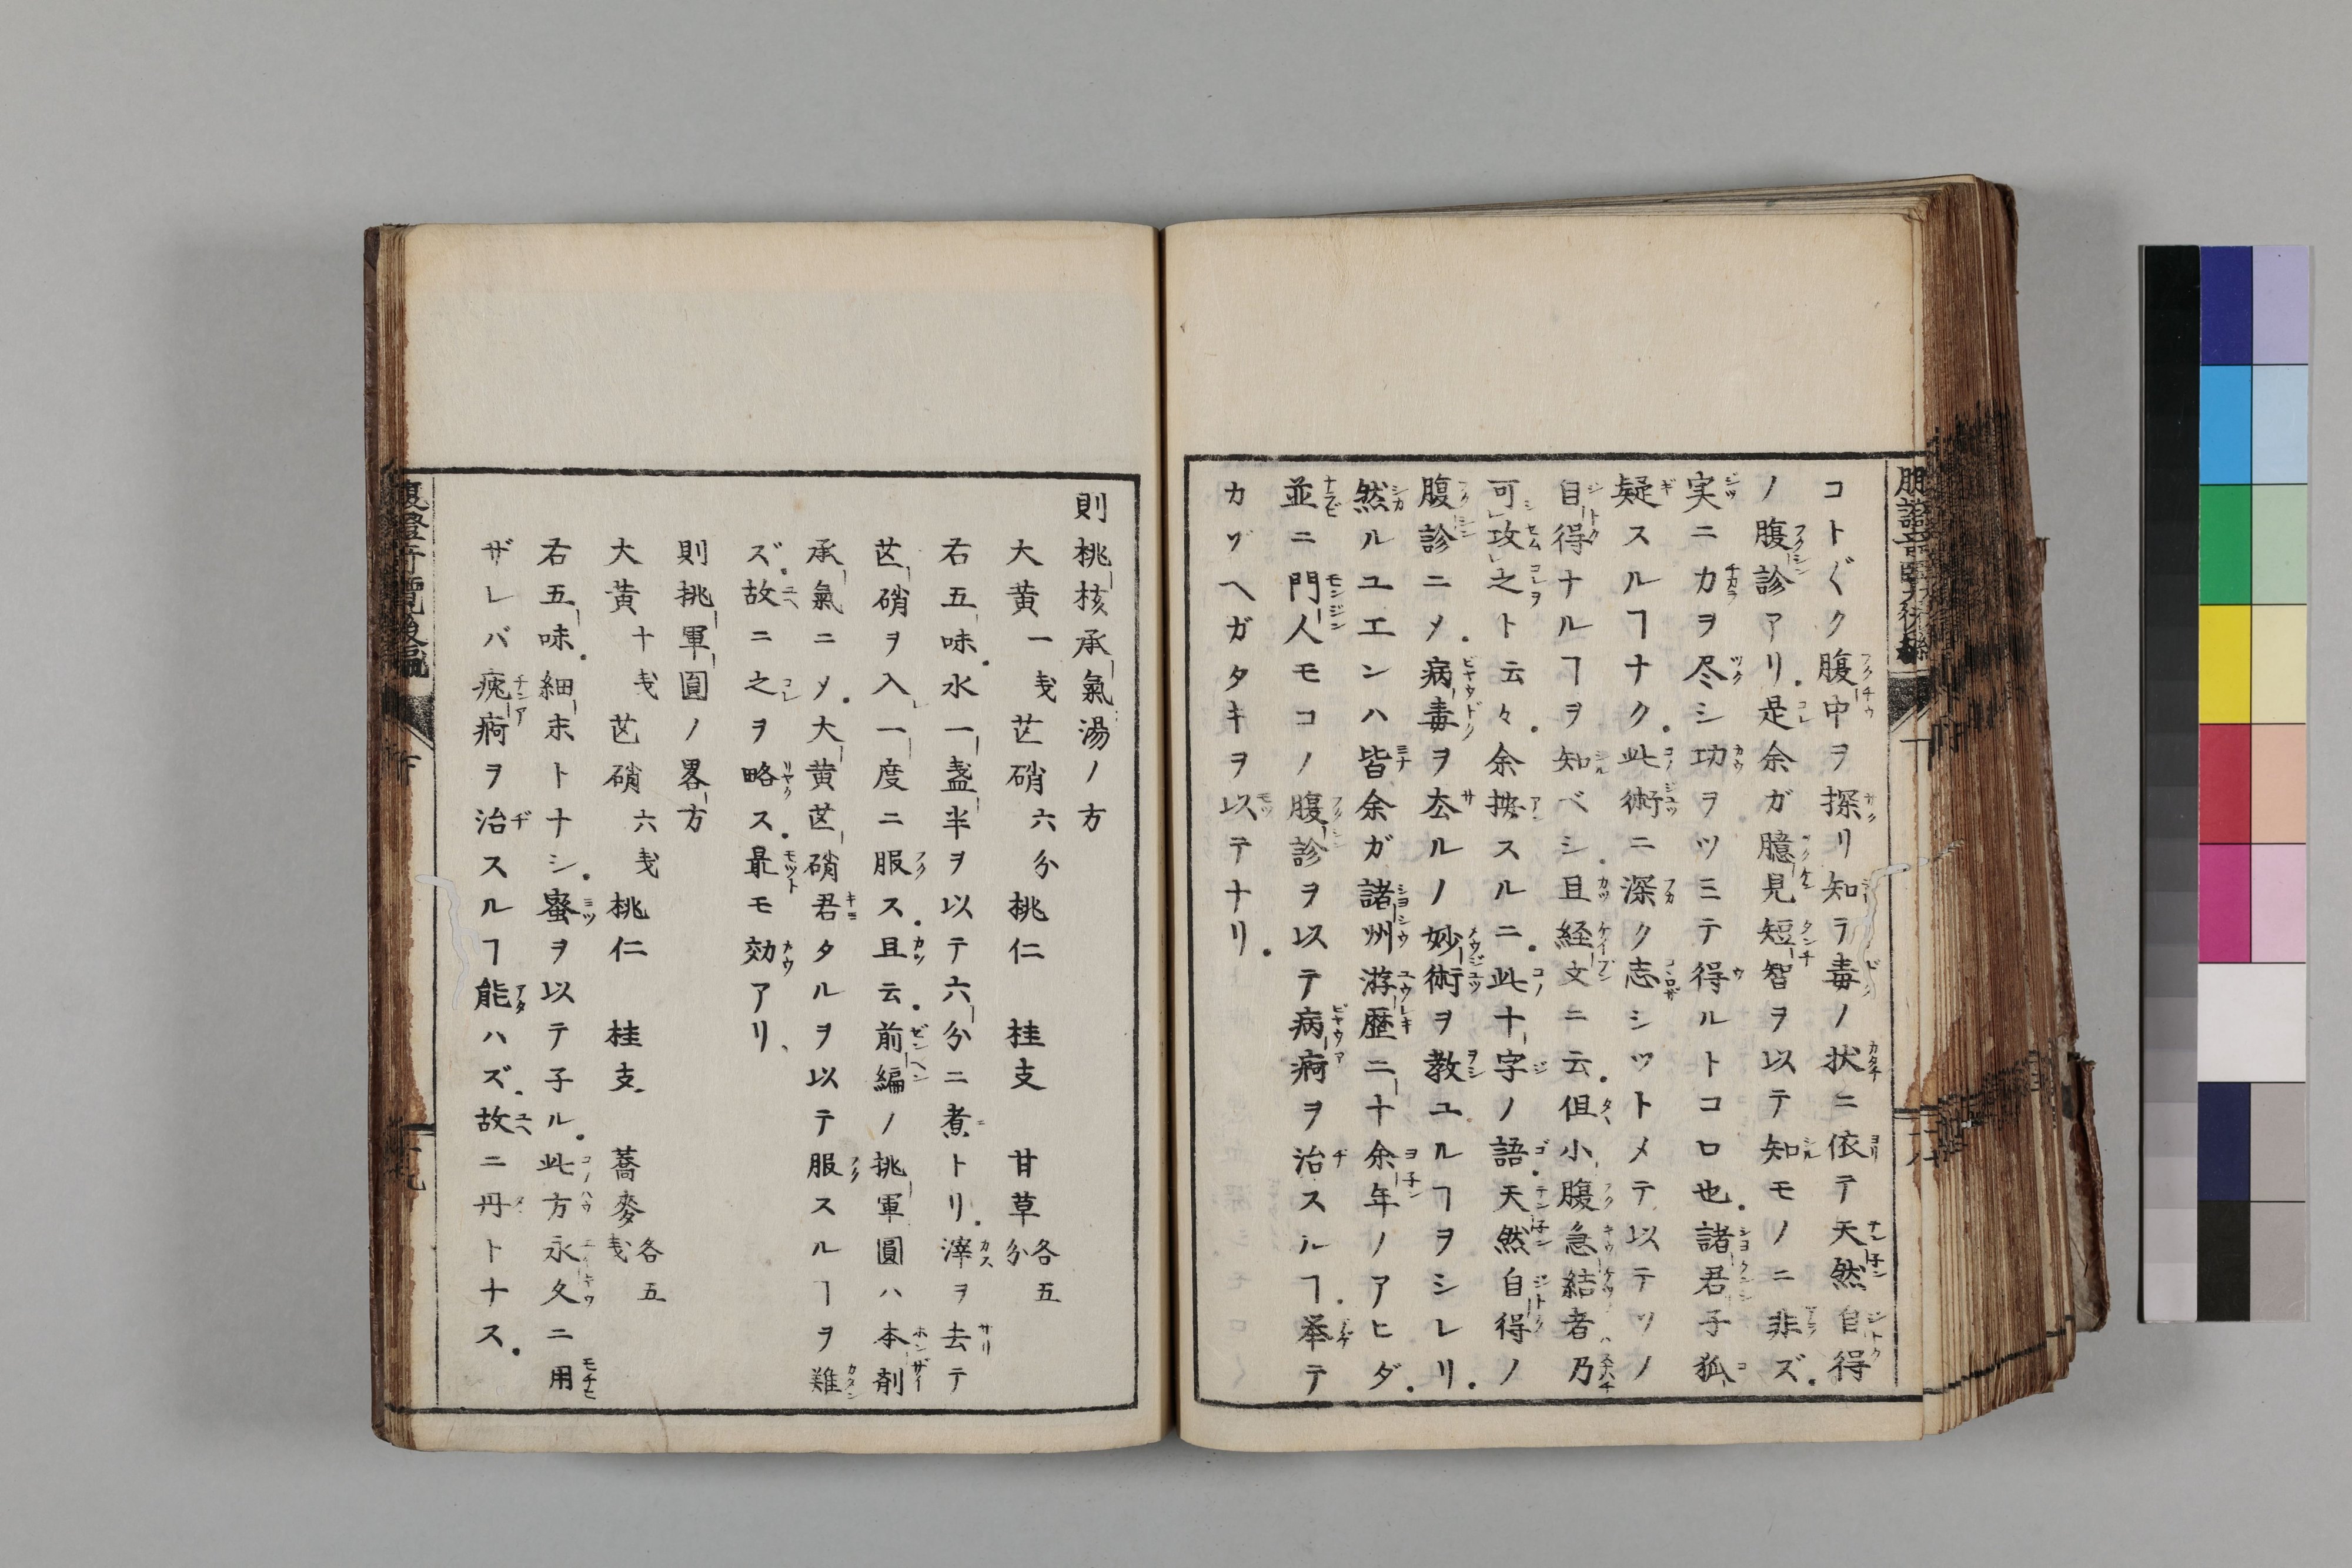 コトゴク腹中ヲ探リ知ラ毒ノ状ニ依テ天然自得
ノ腹診アリ是余ガ臆見短智ヲ以テ知モノニ非ズ
実ニカヲ尽シ功ヲツミテ得ルトコロ也諸君子狐
疑スルヿナク此術ニ深ク志シツトメテ以テツノ
自得ナルヿヲ知ベシ且経文ニ云但小腹急結者乃
可攻之ト云々余按スルニ此十字ノ語天然自得ノ
腹診ニメ病毒ヲ厺ルノ妙術ヲ教ユルヿヲシレリ
然ルユエンハ皆余ガ諸州游歴二十余年ノアヒダ
並ニ門人モコノ腹診ヲ以テ病痾ヲ治スルヿ挙テ
カゾヘガタキヲ以テナリ
則桃核承氣湯ノ方
大黄一戔 芒硝六分 桃仁 桂支 甘草各五分
右五味水一盞半ヲ以テ六分ニ煮トリ滓ヲ去テ
芒硝ヲ入一度ニ服ス且云前編ノ挑軍圓ハ本剤
承氣ニメ大黄芒硝君タルヲ以テ服スルヿヲ難
ズ故ニ之ヲ略ス最モ効アリ
則挑軍圓ノ畧方
大黄十戔 芒硝六戔 桃仁 桂支 蕎麥各五戔
右五味細末トナシ蜜ヲ以テ子ル此方永久ニ用
ザレバ痾ヲ治スルヿ能ハズ故ニ丹トナス